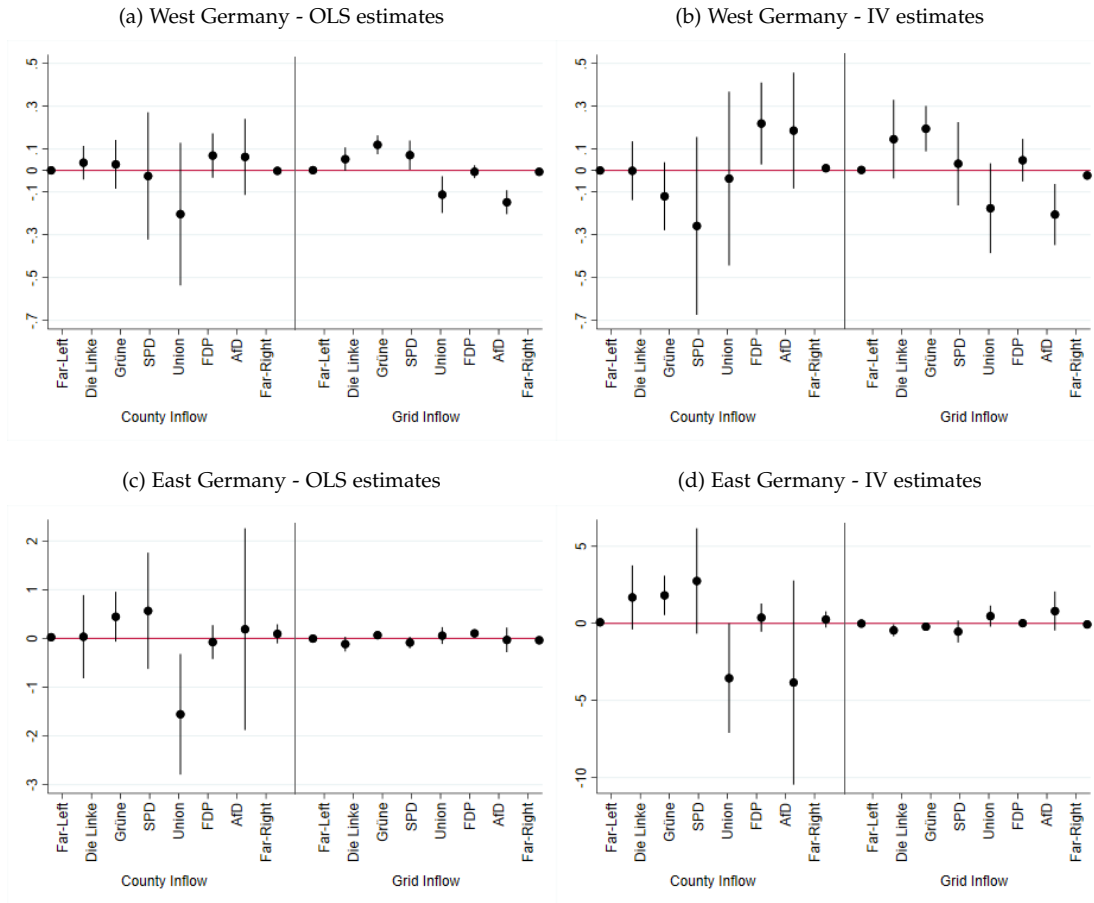 (a) West Germany - OLS estimates
.5
.3
.1
0
-.1
-.3
-.5
-.7
Far-Left
Die Linke
Grüne
SPD
Union
FDP
AfD
Far-Right
Far-Left
Die Linke
Grüne
SPD
Union
FDP
AfD
Far-Right
County Inflow
Grid Inflow
(b) West Germany - IV estimates
.5
.3
.1
0
-.1
-.3
-.5
-.7
Far-Left
Die Linke
Grüne
SPD
Union
FDP
AfD
Far-Right
Far-Left
Die Linke
Grüne
SPD
Union
FDP
AfD
Far-Right
County Inflow
Grid Inflow
(c) East Germany - OLS estimates
2
1
0
-1
-2
-3
Far-Left
Die Linke
Grüne
SPD
Union
FDP
AfD
Far-Right
Far-Left
Die Linke
Grüne
SPD
Union
FDP
AfD
Far-Right
County Inflow
Grid Inflow
(d) East Germany - IV estimates
5
0
-5
-10
Far-Left
Die Linke
Grüne
SPD
Union
FDP
AfD
Far-Right
Far-Left
Die Linke
Grüne
SPD
Union
FDP
AfD
Far-Right
County Inflow
Grid Inflow